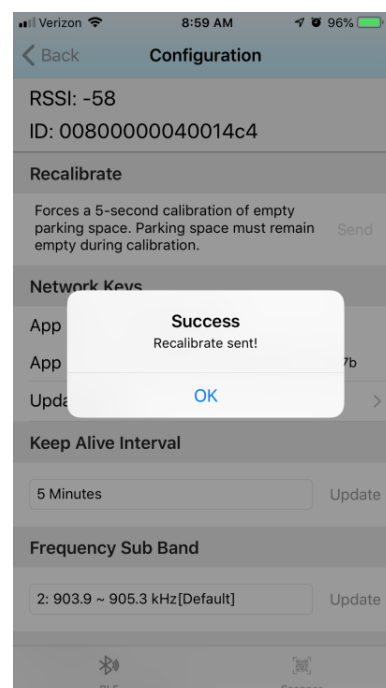 Verizon 8:59 AM 96%
Back Configuration
RSSI: -58
ID: 00800000040014c4
Recalibrate
Forces a 5-second calibration of empty
parking space. Parking space must remain
empty during calibration.
Send
Network Keys
App
Success
Recalibrate sent!
App 7b
Upda
OK
Keep Alive Interval
5 Minutes Update
Frequency Sub Band
2: 903.9 ~ 905.3 kHz[Default] Update